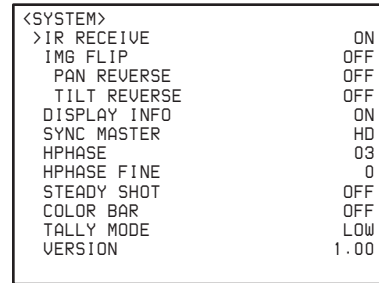 <SYSTEM>
>IR RECEIVE ON
IMG FLIP OFF
PAN REVERSE OFF
TILT REVERSE OFF
DISPLAY INFO ON
SYNC MASTER HD
HPHASE 03
HPHASE FINE 0
STEADY SHOT OFF
COLOR BAR OFF
TALLY MODE LOW
VERSION 1.00